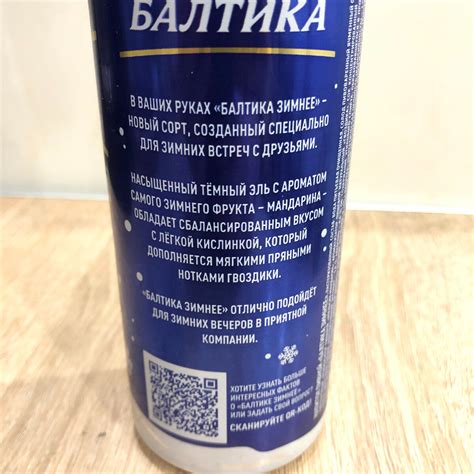 БАЛТИКА
В ВАШИХ РУКАХ «БАЛТИКА ЗИМНЕЕ» –
НОВЫЙ СОРТ, СОЗДАННЫЙ СПЕЦИАЛЬНО
ДЛЯ ЗИМНИХ ВСТРЕЧ С ДРУЗЬЯМИ.
НАСЫЩЕННЫЙ ТЁМНЫЙ ЭЛЬ С АРОМАТОМ
САМОГО ЗИМНЕГО ФРУКТА – МАНДАРИНА –
ОБЛАДАЕТ СБАЛАНСИРОВАННЫМ ВКУСОМ
С ЛЁГКОЙ КИСЛИНКОЙ, КОТОРЫЙ
ДОПОЛНЯЕТСЯ МЯГКИМИ ПРЯНЫМИ
НОТКАМИ ГВОЗДИКИ.
«БАЛТИКА ЗИМНЕЕ» ОТЛИЧНО ПОДОЙДЁТ
ДЛЯ ЗИМНИХ ВЕЧЕРОВ В ПРИЯТНОЙ
КОМПАНИИ.
ХОТИТЕ УЗНАТЬ БОЛЬШЕ
ИНТЕРЕСНЫХ ФАКТОВ
О «БАЛТИКЕ ЗИМНЕЕ»
ИЛИ ЗАДАТЬ СВОЙ ВОПРОС?
СКАНИРУЙТЕ QR-КОД!